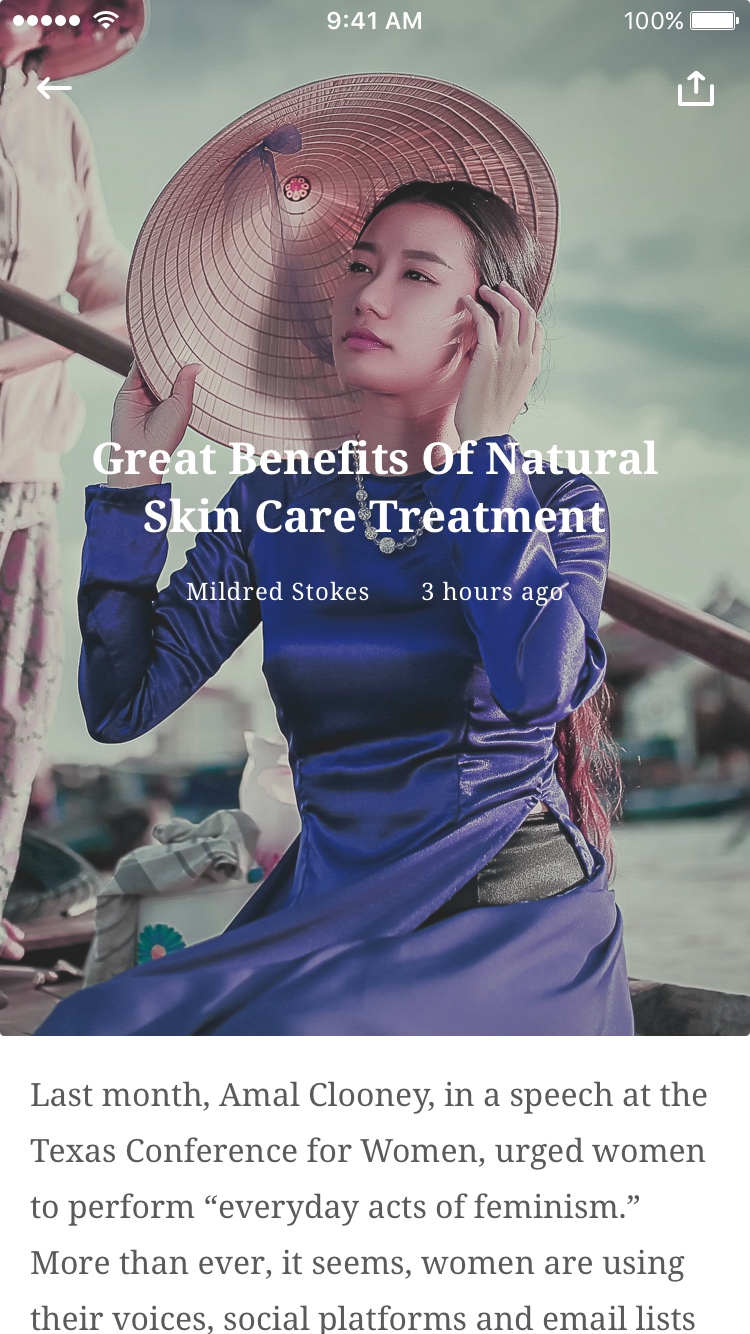 9:41 AM
100%
Great Benefits Of Natural
Skin Care Treatment
Mildred Stokes 3 hours ago
Last month, Amal Clooney, in a speech at the
Texas Conference for Women, urged women
to perform “everyday acts of feminism.”
More than ever, it seems, women are using
their voices, social platforms and email lists